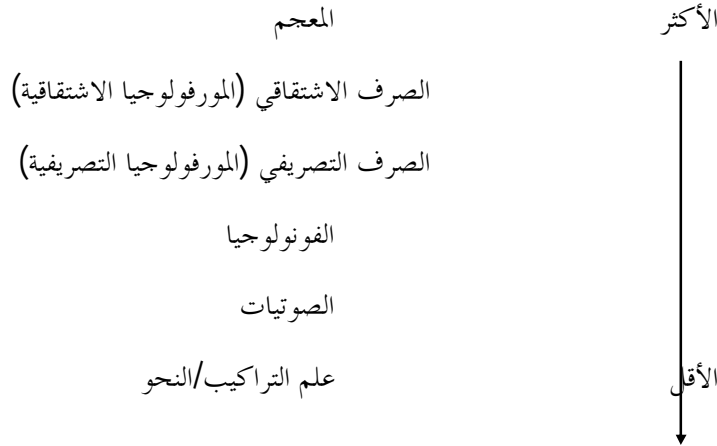 الأكثر المعجم
الصرف الاشتقاقي (المورفولوجيا الاشتقاقية)
الصرف التصريفي (المورفولوجيا التصريفية)
الفونولوجيا
الصوتيات
الأقل علم التراكيب/النحو